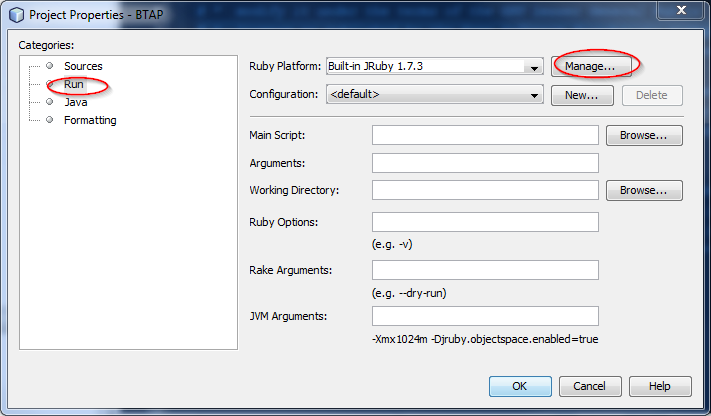 Project Properties - BTAP
Categories:
Sources
Run
Java
Formatting
Ruby Platform: Built-in JRuby 1.7.3 Manage...
Configuration: <default> New... Delete
Main Script: Browse...
Arguments:
Working Directory: Browse...
Ruby Options:
(e.g. -v)
Rake Arguments:
(e.g. --dry-run)
JVM Arguments:
-Xmx1024m -Djruby.objectspace.enabled=true
OK Cancel Help